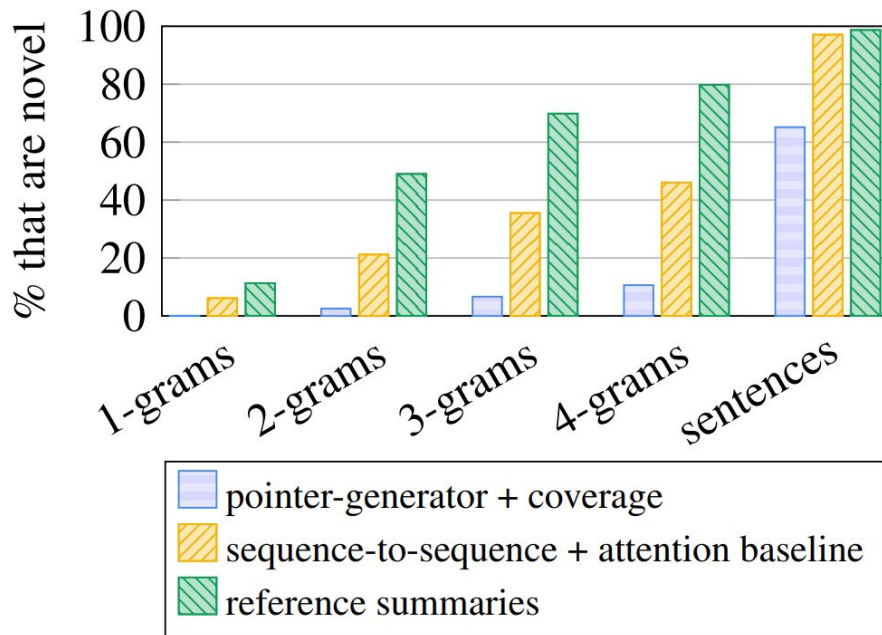 % that are novel
100
80
60
40
20
0
1-grams
2-grams
3-grams
4-grams
sentences
pointer-generator + coverage
sequence-to-sequence + attention baseline
reference summaries